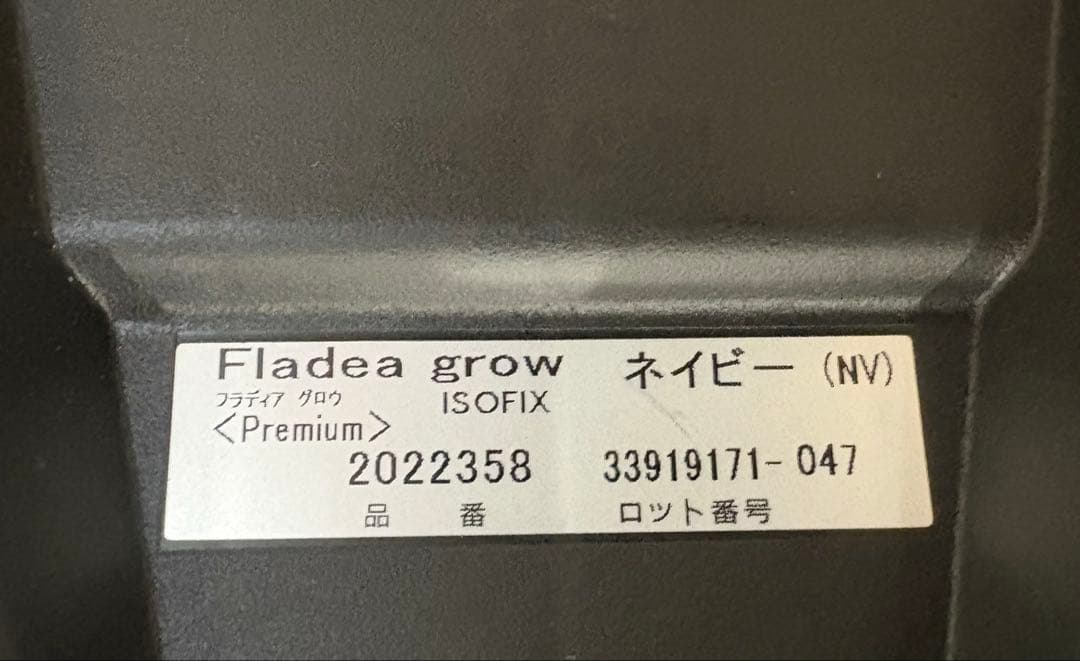 Fladea grow ネイビー (NV)
フラディア グロウ ISOFIX
<Premium>
2022358 33919171-047
品 番 ロット番号